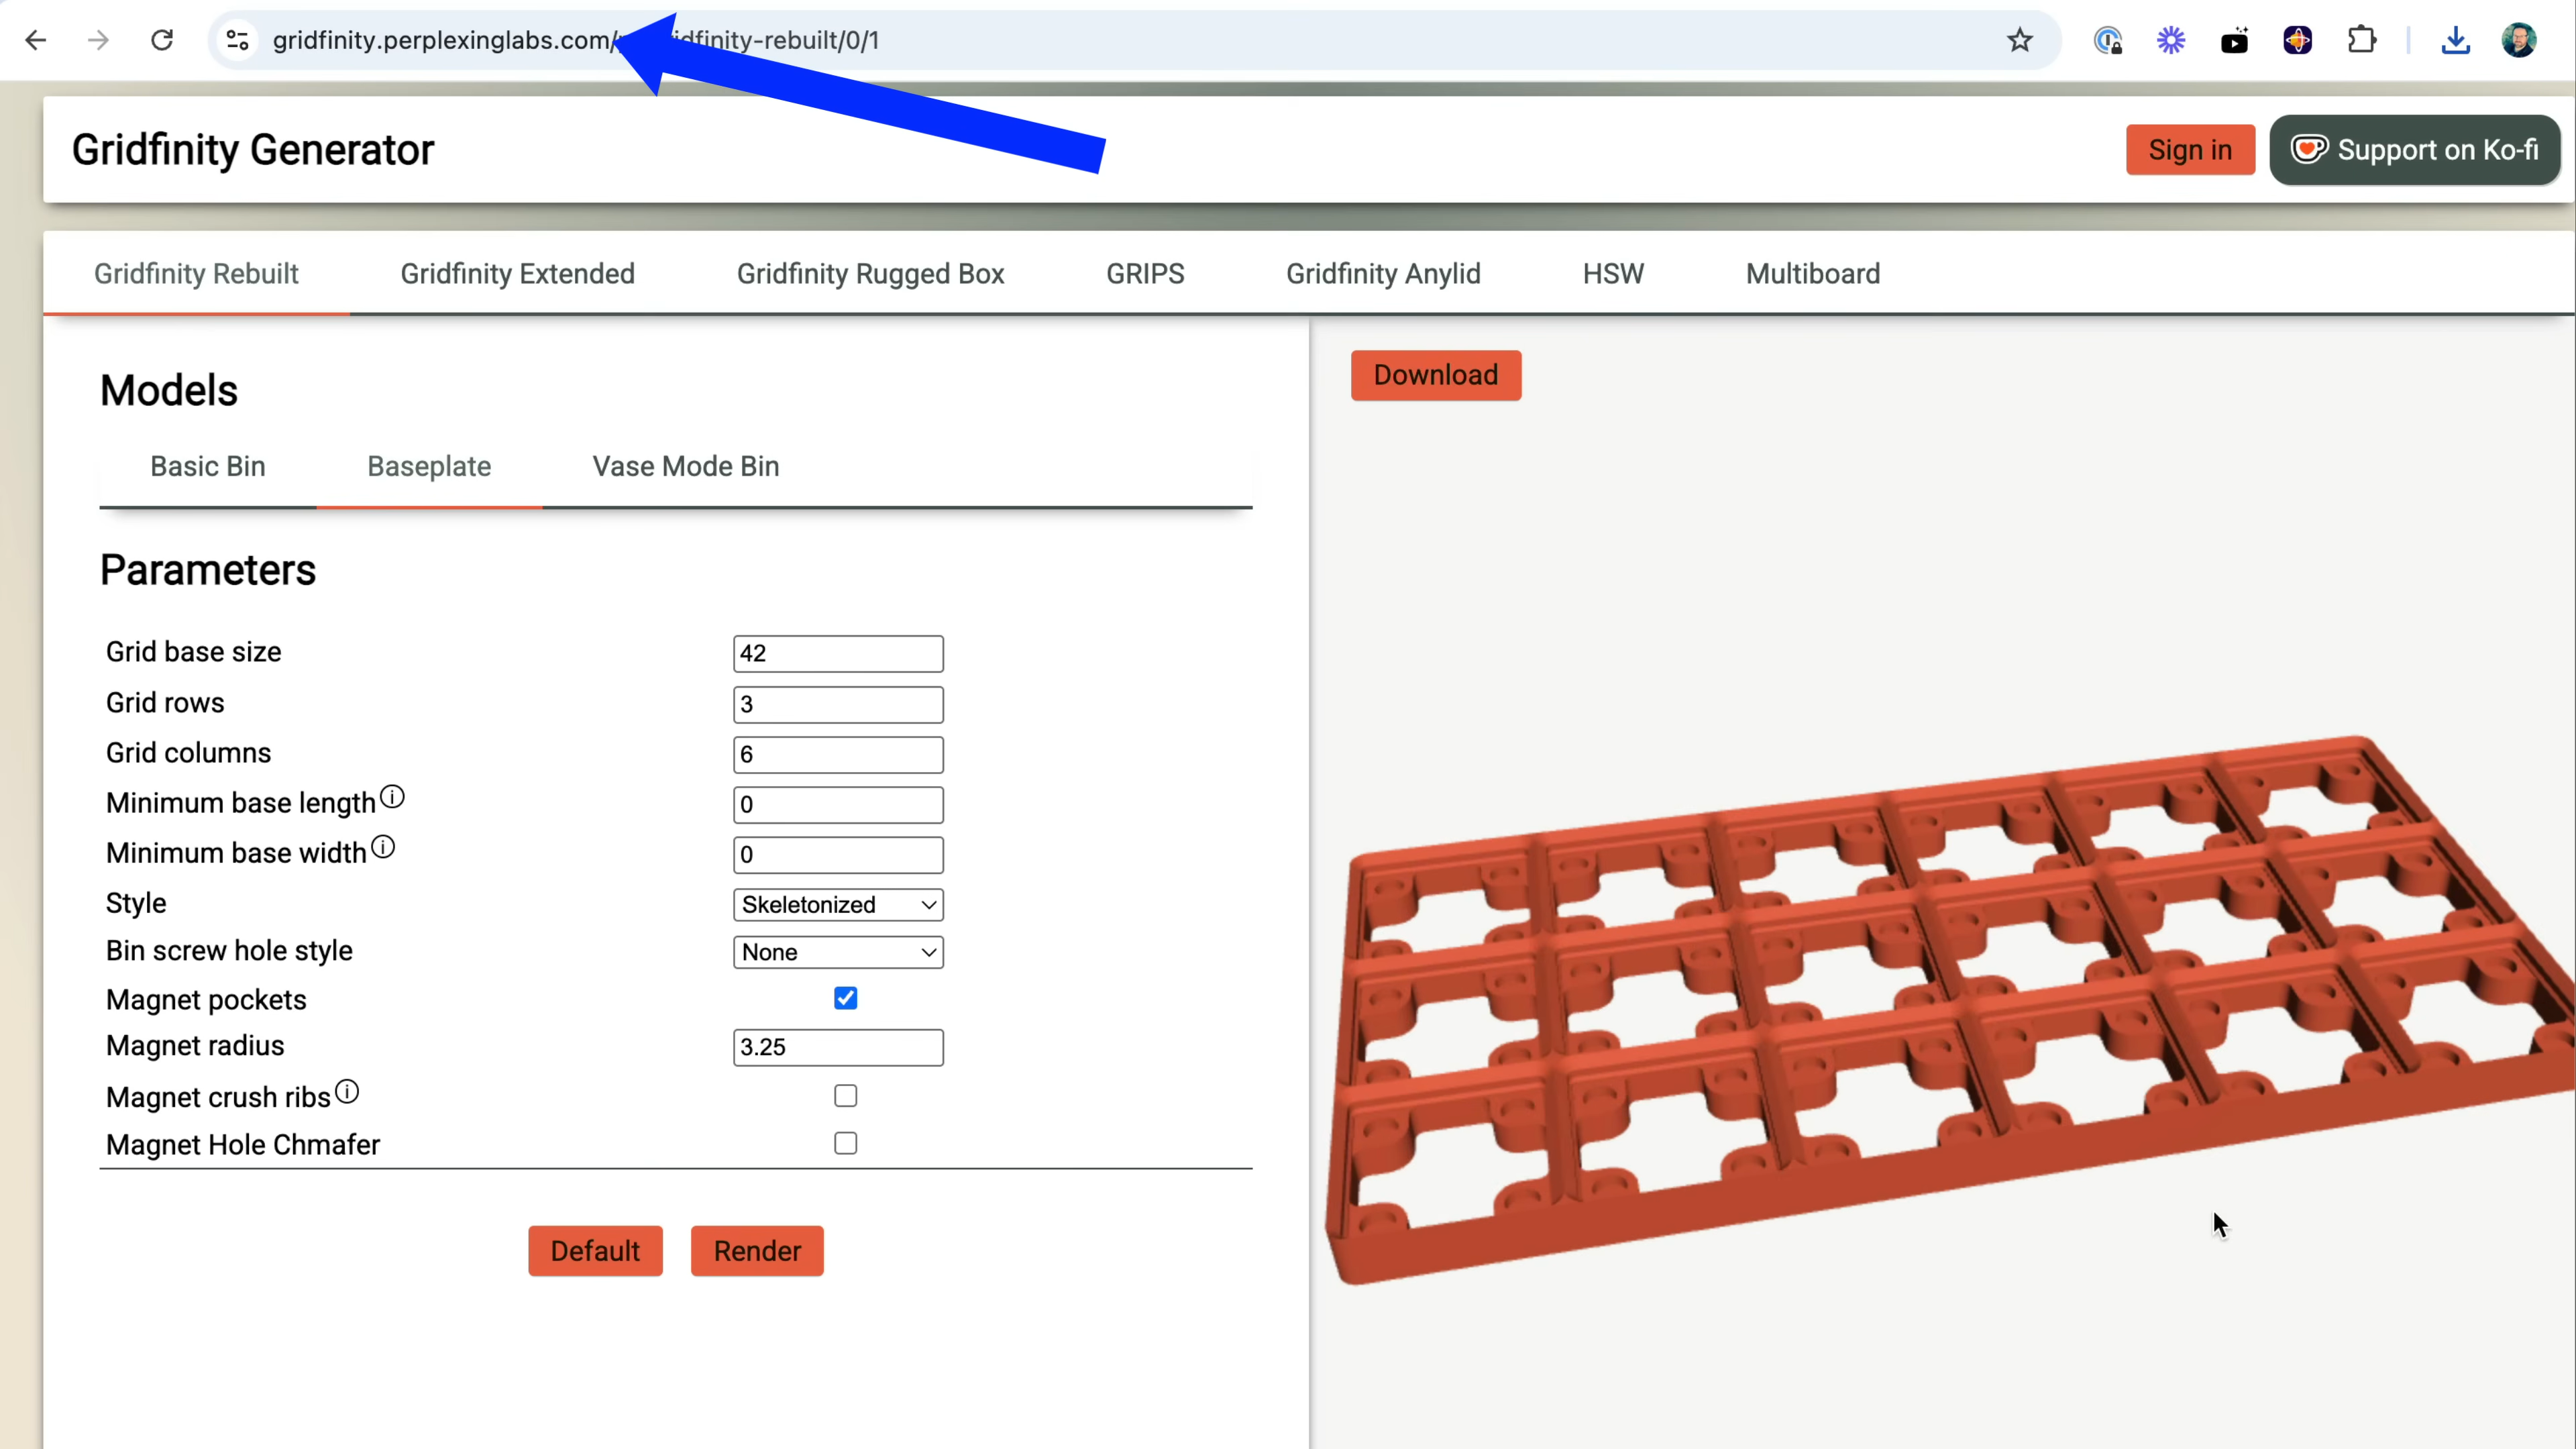 gridfinity.perplexinglabs.com/ idfinity-rebuilt/0/1
Gridfinity Generator
Sign in
Support on Ko-fi
Gridfinity Rebuilt Gridfinity Extended Gridfinity Rugged Box GRIPS Gridfinity Anylid HSW Multiboard
Models
Download
Basic Bin Baseplate Vase Mode Bin
Parameters
Grid base size 42
Grid rows 3
Grid columns 6
Minimum base length 0
Minimum base width 0
Style Skeletonized
Bin screw hole style None
Magnet pockets
Magnet radius 3.25
Magnet crush ribs
Magnet Hole Chmafer
Default Render